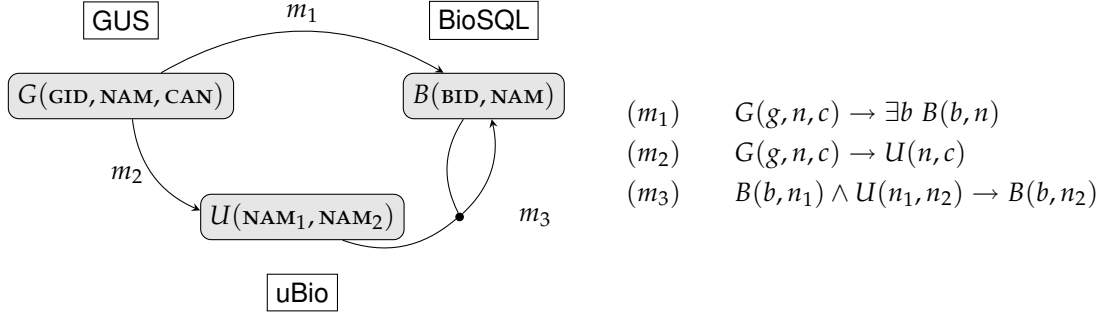 GUS
m₁
BioSQL
G(GID, NAM, CAN)
B(BID, NAM)
(m₁) G(g, n, c) → ∃b B(b, n)
(m₂) G(g, n, c) → U(n, c)
(m₃) B(b, n₁) ∧ U(n₁, n₂) → B(b, n₂)
m₂
U(NAM₁, NAM₂)
m₃
uBio